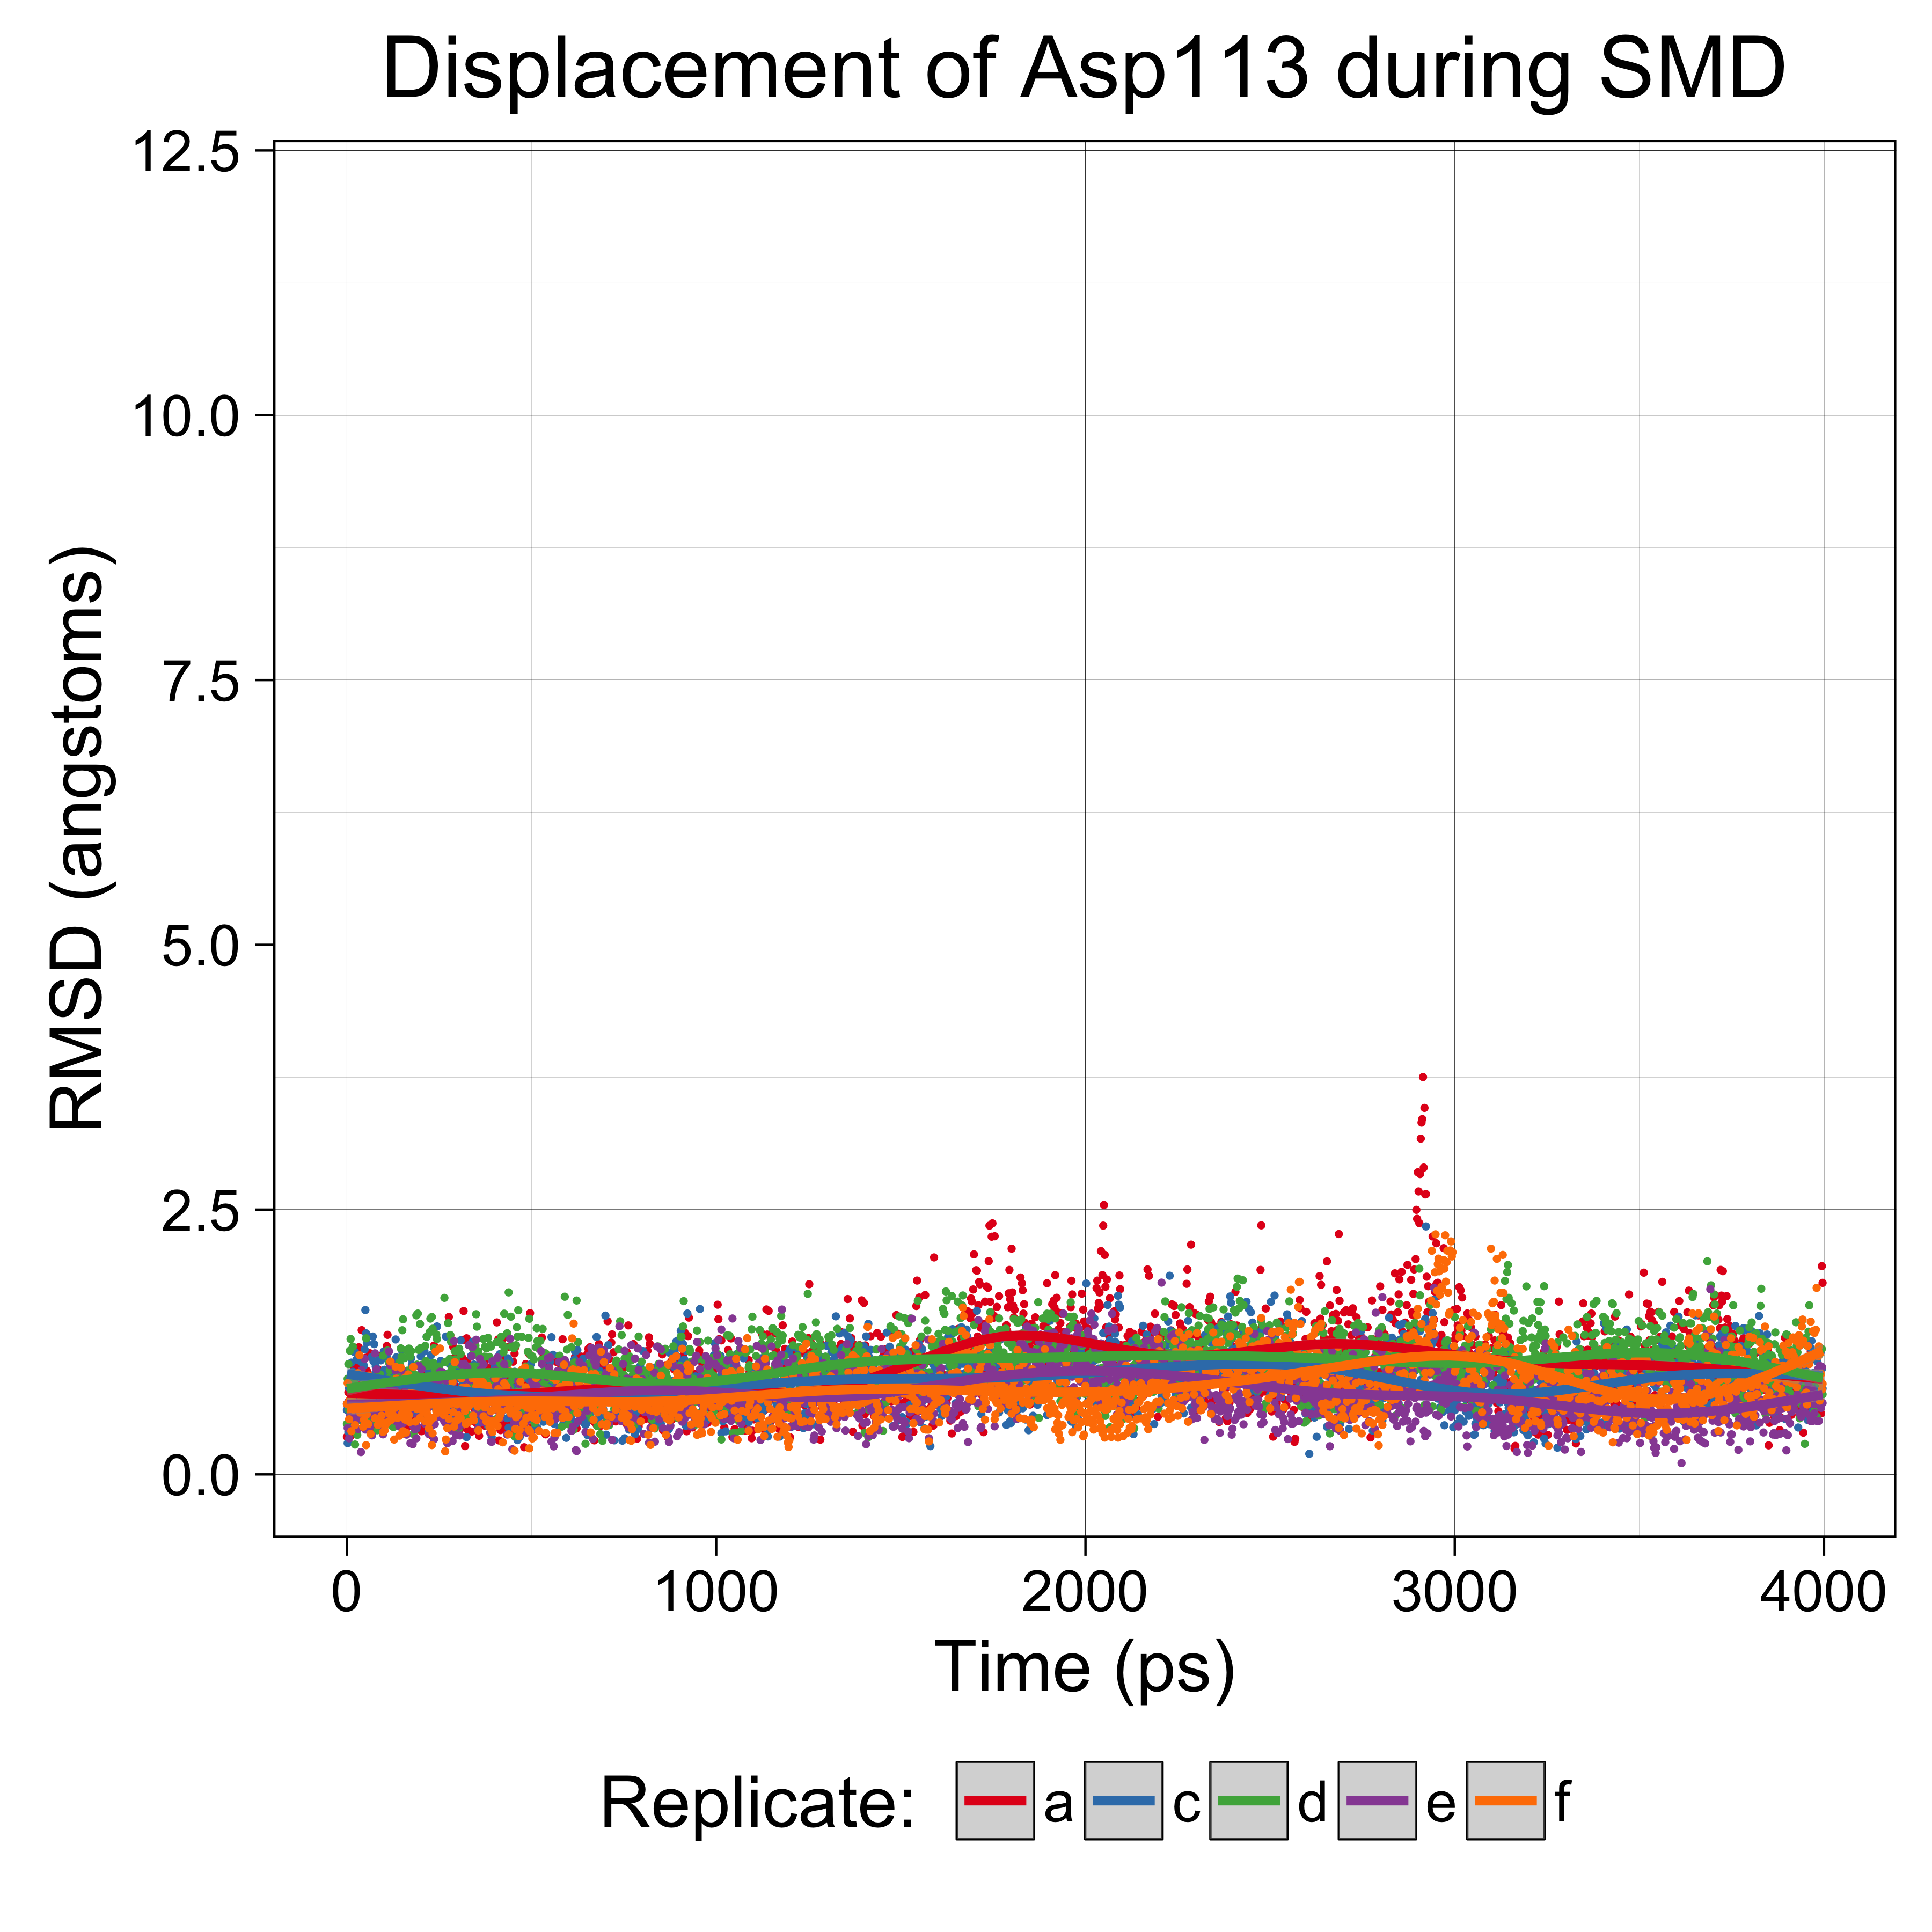 Displacement of Asp113 during SMD
12.5
10.0
7.5
5.0
2.5
0.0
RMSD (angstoms)
0 1000 2000 3000 4000
Time (ps)
Replicate: a c d e f